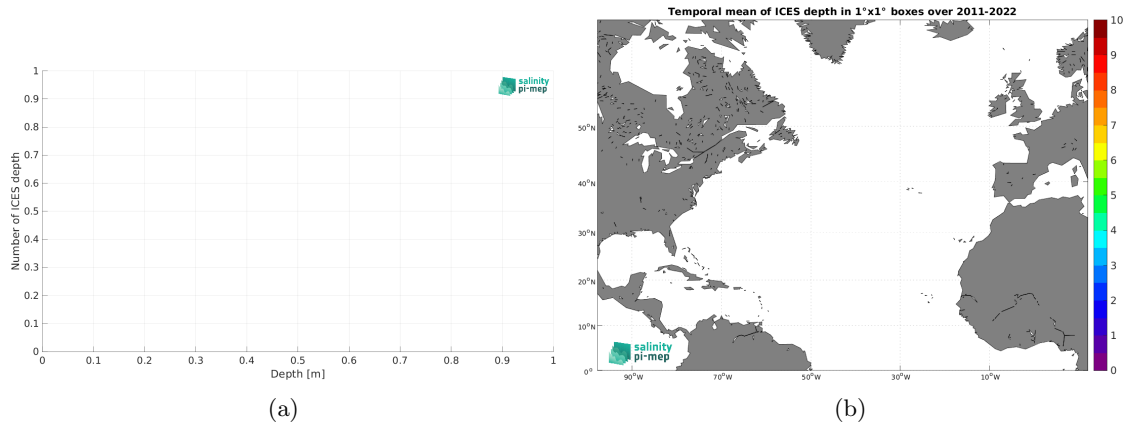 Temporal mean of ICES depth in 1°x1° boxes over 2011-2022
1
0.9
0.8
0.7
0.6
0.5
0.4
0.3
0.2
0.1
0
Number of ICES depth
salinity
pi-mep
0 0.1 0.2 0.3 0.4 0.5 0.6 0.7 0.8 0.9 1
Depth [m]
(a)
50°N
40°N
30°N
20°N
10°N
0°
90°W 70°W 50°W 30°W 10°W
salinity
pi-mep
10
9
8
7
6
5
4
3
2
1
0
(b)